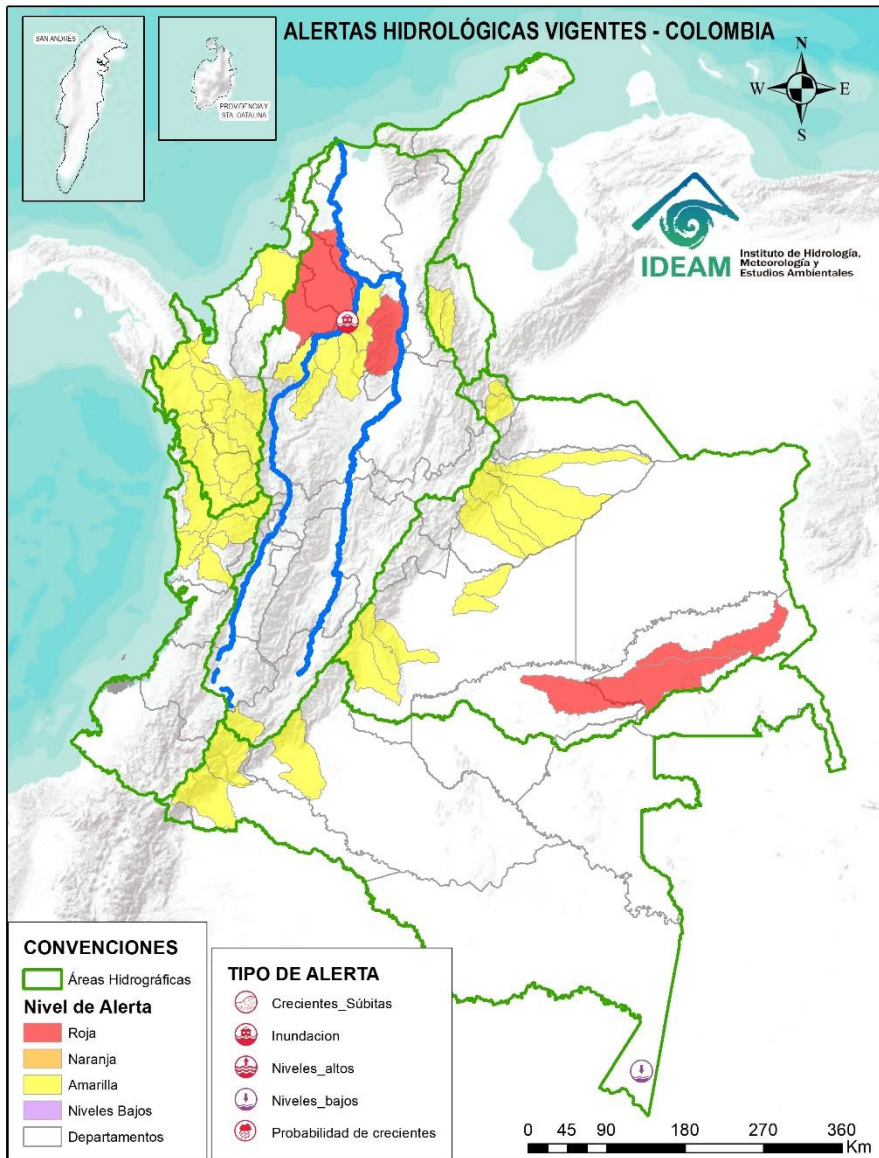 SAN ANDRÉS
PROVIDENCIA Y
STA. CATALINA
ALERTAS HIDROLÓGICAS VIGENTES - COLOMBIA
N
W
E
S
IDEAM
Instituto de Hidrología,
Meteorología y
Estudios Ambientales
CONVENCIONES
Áreas Hidrográficas
Nivel de Alerta
Roja
Naranja
Amarilla
Niveles Bajos
Departamentos
TIPO DE ALERTA
Crecientes_Súbitas
Inundacion
Niveles_altos
Niveles_bajos
Probabilidad de crecientes
0 45 90 180 270 360
Km